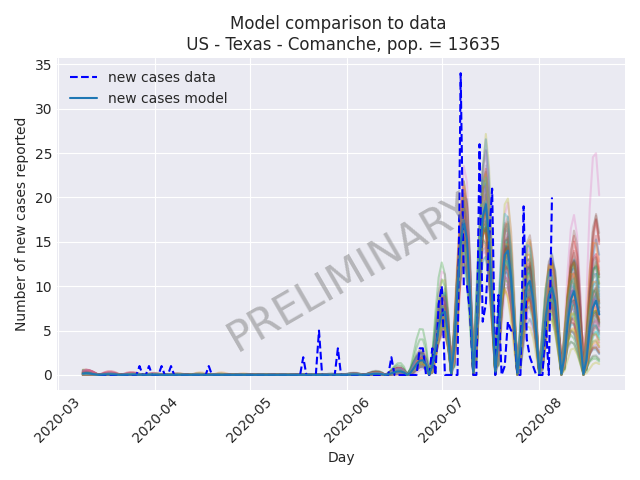 Model comparison to data
US - Texas - Comanche, pop. = 13635
new cases data
new cases model
PRELIMINARY
Number of new cases reported
35
30
25
20
15
10
5
0
2020-03
2020-04
2020-05
2020-06
2020-07
2020-08
Day